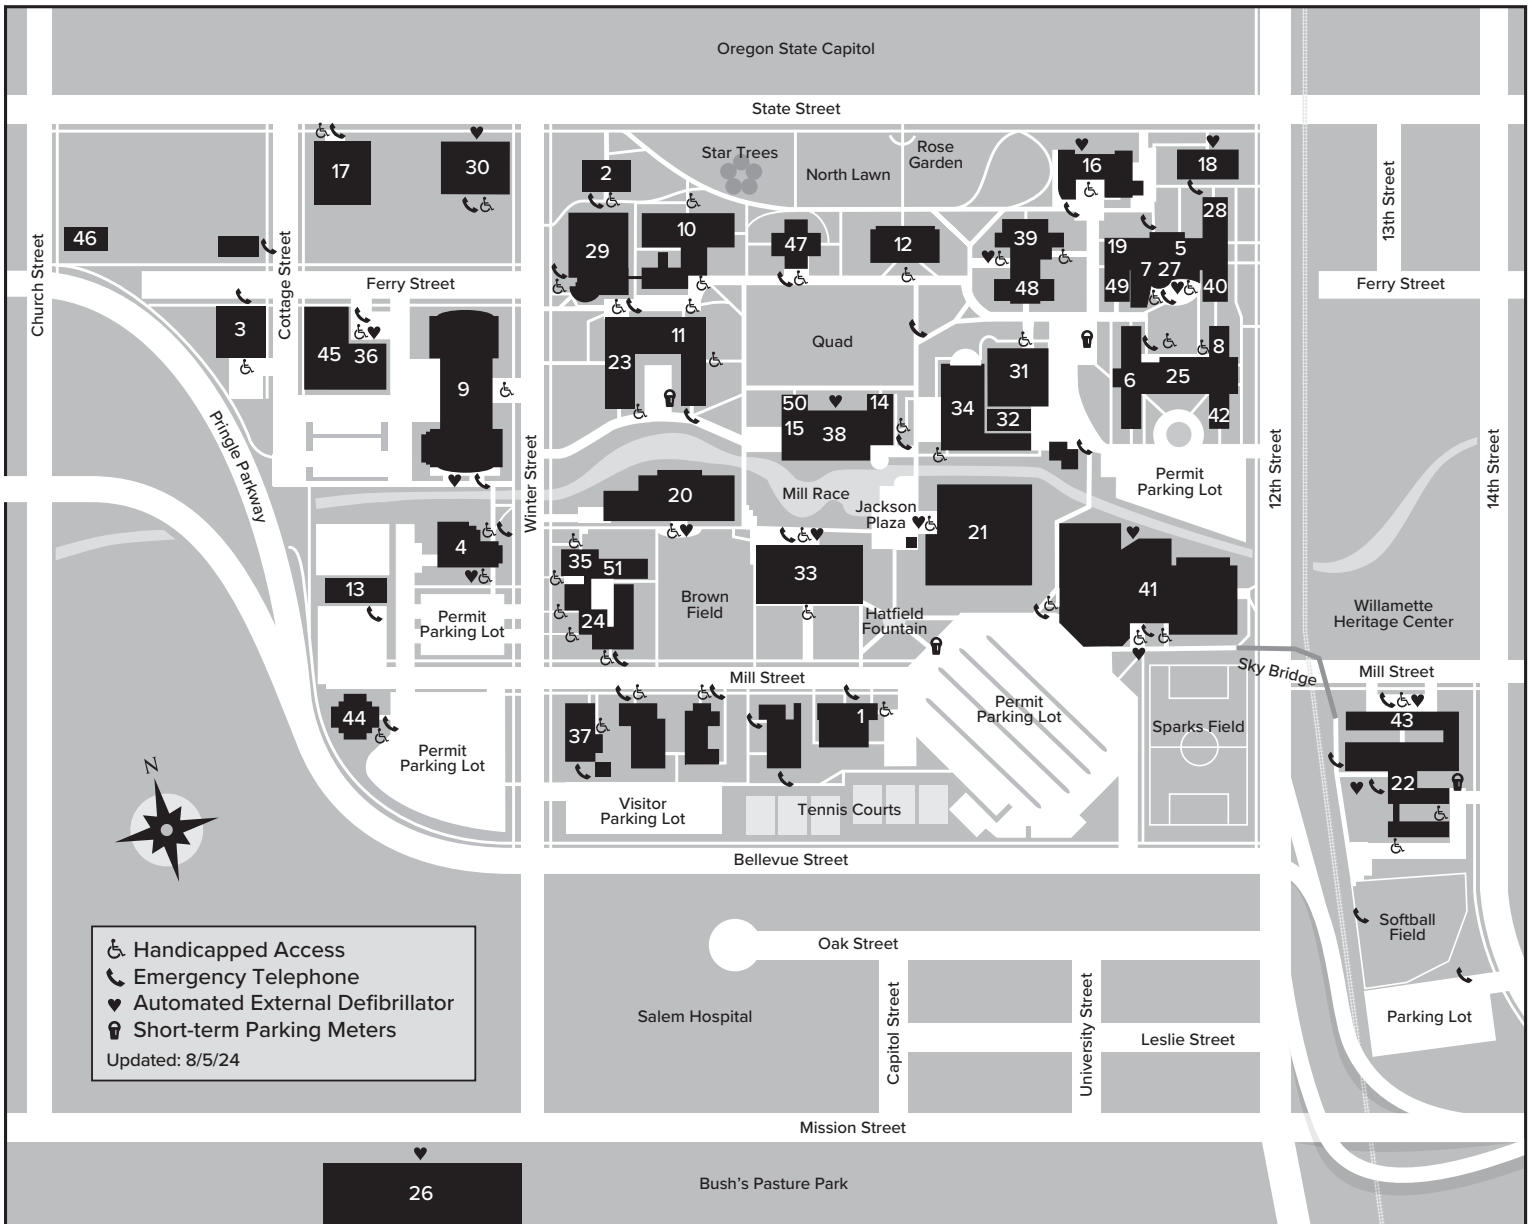 Oregon State Capitol
State Street
Church Street
Cottage Street
Winter Street
12th Street
13th Street
14th Street
17
30
2
Star Trees
North Lawn
Rose
Garden
16
18
28
46
29
10
47
12
39
48
19
5
7
27
49
40
Ferry Street
Ferry Street
3
45
36
9
23
11
Quad
31
34
32
6
25
8
42
50
14
15
38
Pringle Parkway
20
Mill Race
Jackson
Plaza
21
Permit
Parking Lot
4
13
Permit
Parking Lot
35
51
24
Brown
Field
33
Hatfield
Fountain
41
Willamette
Heritage Center
Sky Bridge
Mill Street
Mill Street
44
Permit
Parking Lot
37
1
Permit
Parking Lot
Sparks Field
43
22
N
Visitor
Parking Lot
Tennis Courts
Bellevue Street
Softball
Field
Parking Lot
Handicapped Access
Emergency Telephone
Automated External Defibrillator
Short-term Parking Meters
Updated: 8/5/24
Oak Street
Salem Hospital
Capitol Street
University Street
Leslie Street
Mission Street
26
Bush's Pasture Park